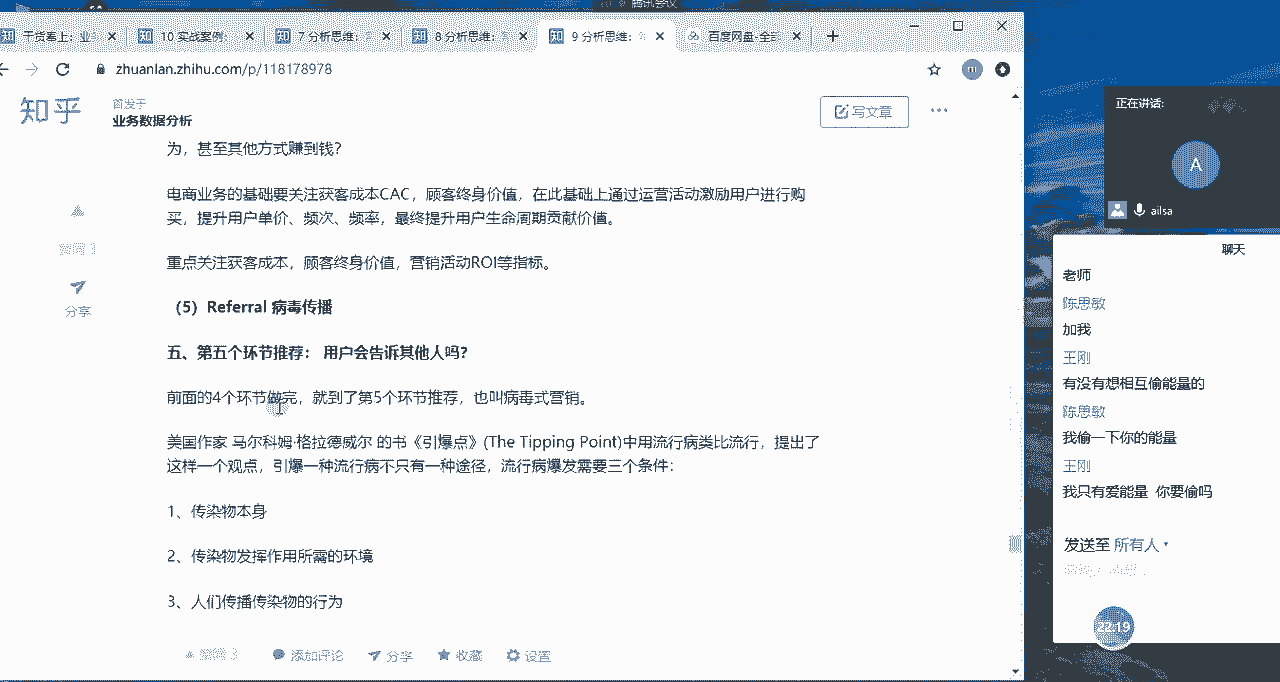 腾讯会议
10 实战案例:
7 分析思维:
8 分析思维:
9 分析思维:
百度网盘-全部
zhuanlan.zhihu.com/p/118178978
m
知乎
首发于
业务数据分析
写文章
为，甚至其他方式赚到钱？
电商业务的基础要关注获客成本CAC，顾客终身价值，在此基础上通过运营活动激励用户进行购
买，提升用户单价、频次、频率，最终提升用户生命周期贡献价值。
重点关注获客成本，顾客终身价值，营销活动ROI等指标。
（5）Referral 病毒传播
五、第五个环节推荐： 用户会告诉其他人吗？
前面的4个环节做完，就到了第5个环节推荐，也叫病毒式营销。
美国作家 马尔科姆·格拉德威尔 的书《引爆点》(The Tipping Point)中用流行病类比流行，提出了
这样一个观点，引爆一种流行病不只有一种途径，流行病爆发需要三个条件：
1、传染物本身
2、传染物发挥作用所需的环境
3、人们传播传染物的行为
分享
添加评论
分享
收藏
设置
正在讲话:
A
ailsa
聊天
老师
陈思敏
加我
王刚
有没有想相互偷能量的
陈思敏
我偷一下你的能量
王刚
我只有爱能量 你要偷吗
发送至 所有人
22:19